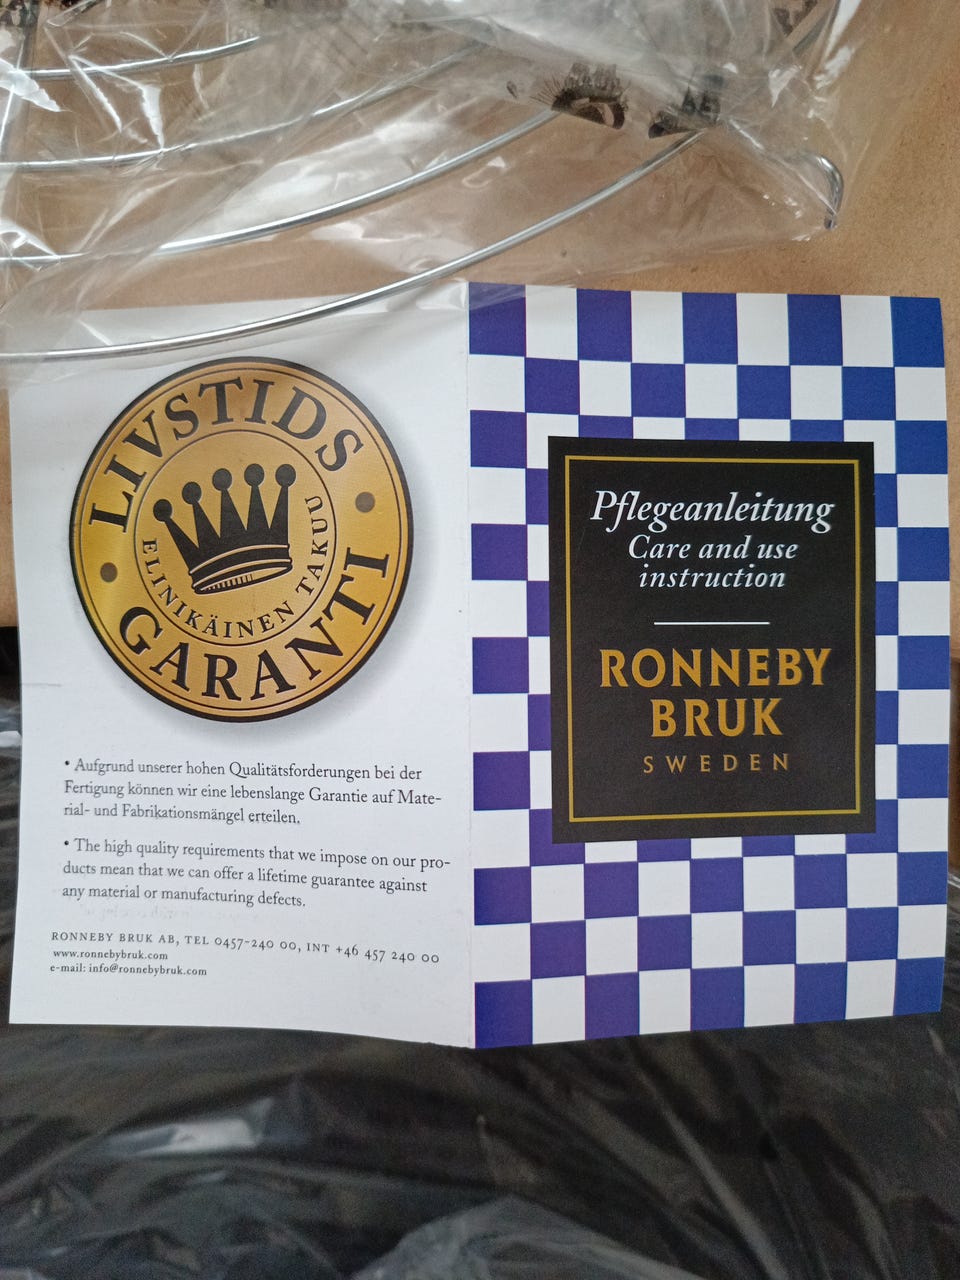 LIVSTIDS
GARANTI
ELINIKÄINEN TAKUU
• Aufgrund unserer hohen Qualitätsforderungen bei der
Fertigung können wir eine lebenslange Garantie auf Mate-
rial- und Fabrikationsmängel erteilen.
• The high quality requirements that we impose on our pro-
ducts mean that we can offer a lifetime guarantee against
any material or manufacturing defects.
RONNEBY BRUK AB, TEL 0457-240 00, INT +46 457 240 00
www.ronnebybruk.com
e-mail: info@ronnebybruk.com
Pflegeanleitung
Care and use
instruction
RONNEBY
BRUK
SWEDEN